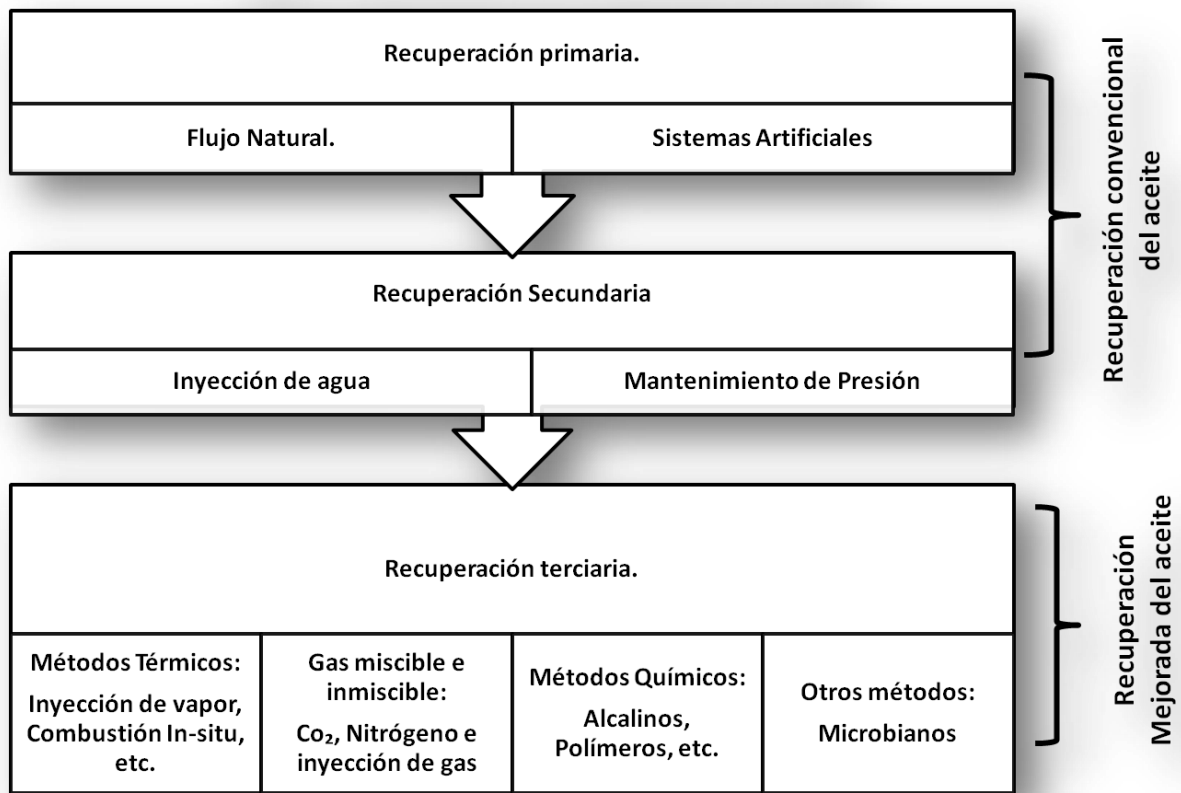 Recuperación primaria.
Flujo Natural.
Sistemas Artificiales
Recuperación convencional
del aceite
Recuperación Secundaria
Inyección de agua
Mantenimiento de Presión
Recuperación terciaria.
Recuperación
Mejorada del aceite
Métodos Térmicos:
Inyección de vapor,
Combustión In-situ,
etc.
Gas miscible e
inmiscible:
Co₂, Nitrógeno e
inyección de gas
Métodos Químicos:
Alcalinos,
Polímeros, etc.
Otros métodos:
Microbianos